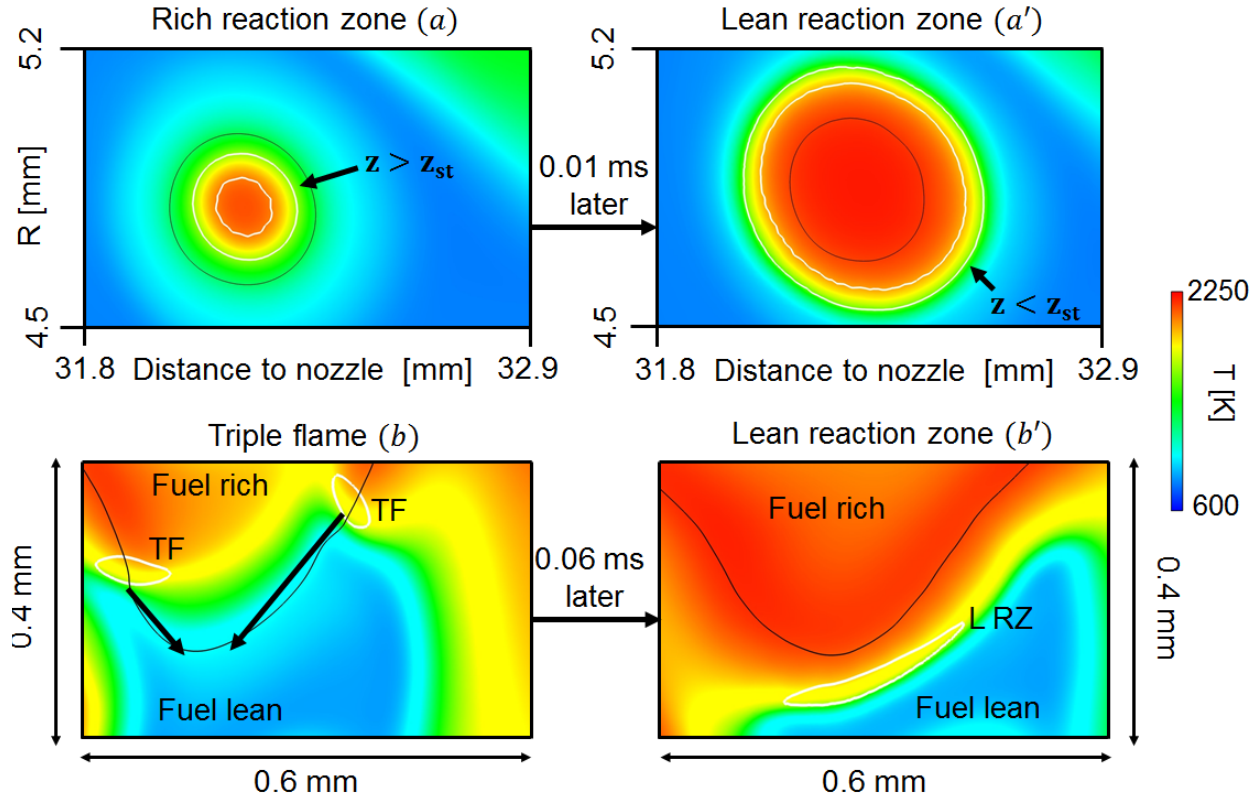 Rich reaction zone (a)
Lean reaction zone (a′)
5.2
R [mm]
4.5
z > z_st
31.8 Distance to nozzle [mm] 32.9
0.01 ms
later
5.2
4.5
z < z_st
31.8 Distance to nozzle [mm] 32.9
2250
T [K]
600
Triple flame (b)
Lean reaction zone (b′)
0.4 mm
Fuel rich
TF
TF
Fuel lean
0.6 mm
0.06 ms
later
Fuel rich
L RZ
Fuel lean
0.4 mm
0.6 mm